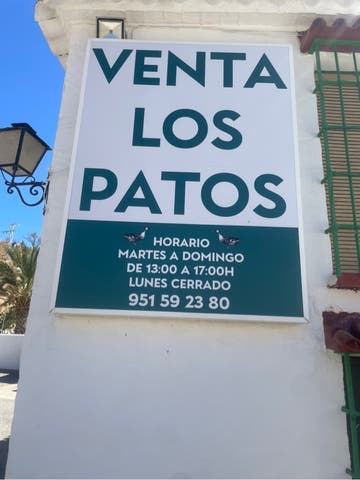 VENTA
LOS
PATOS
HORARIO
MARTES A DOMINGO
DE 13:00 A 17:00H
LUNES CERRADO
951 59 23 80